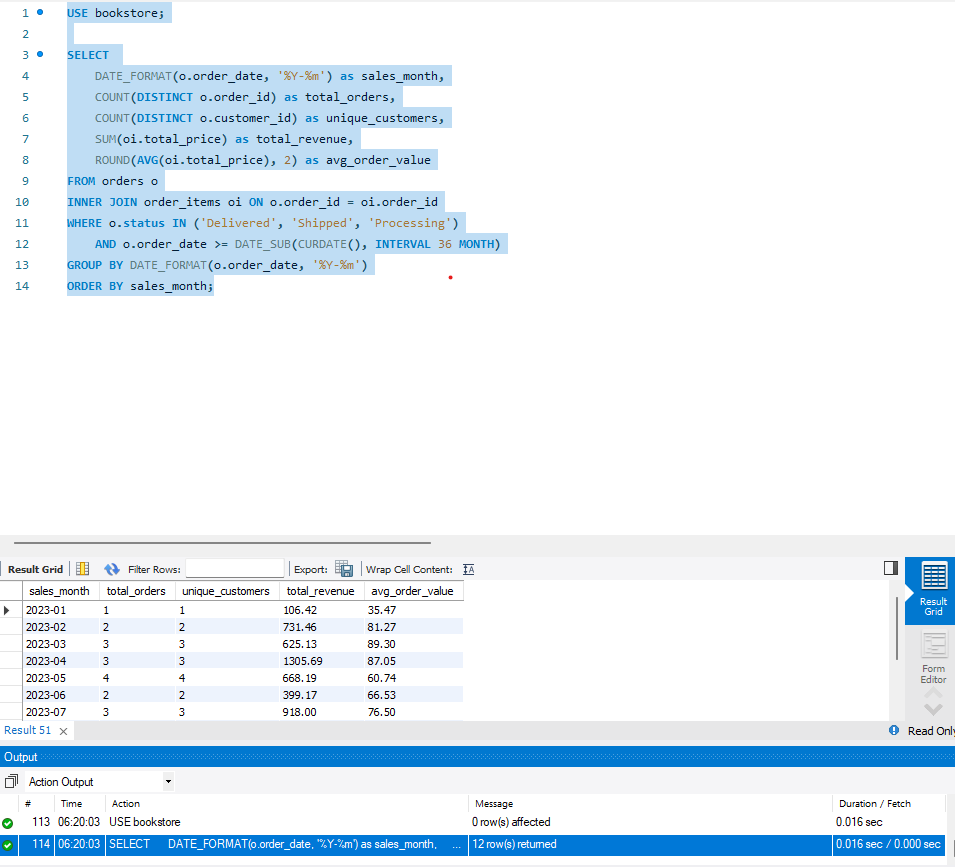 1 USE bookstore;
2
3 SELECT
4 DATE_FORMAT(o.order_date, '%Y-%m') as sales_month,
5 COUNT(DISTINCT o.order_id) as total_orders,
6 COUNT(DISTINCT o.customer_id) as unique_customers,
7 SUM(oi.total_price) as total_revenue,
8 ROUND(AVG(oi.total_price), 2) as avg_order_value
9 FROM orders o
10 INNER JOIN order_items oi ON o.order_id = oi.order_id
11 WHERE o.status IN ('Delivered', 'Shipped', 'Processing')
12 AND o.order_date >= DATE_SUB(CURDATE(), INTERVAL 36 MONTH)
13 GROUP BY DATE_FORMAT(o.order_date, '%Y-%m')
14 ORDER BY sales_month;
Result Grid Filter Rows: Export: Wrap Cell Content: IA
sales_month total_orders unique_customers total_revenue avg_order_value
2023-01 1 1 106.42 35.47
2023-02 2 2 731.46 81.27
2023-03 3 3 625.13 89.30
2023-04 3 3 1305.69 87.05
2023-05 4 4 668.19 60.74
2023-06 2 2 399.17 66.53
2023-07 3 3 918.00 76.50
Result
Grid
Form
Editor
Result 51 Read Only
Output
Action Output
# Time Action Message Duration / Fetch
113 06:20:03 USE bookstore 0 row(s) affected 0.016 sec
114 06:20:03 SELECT DATE_FORMAT(o.order_date, '%Y-%m') as sales_month, ... 12 row(s) returned 0.016 sec / 0.000 sec